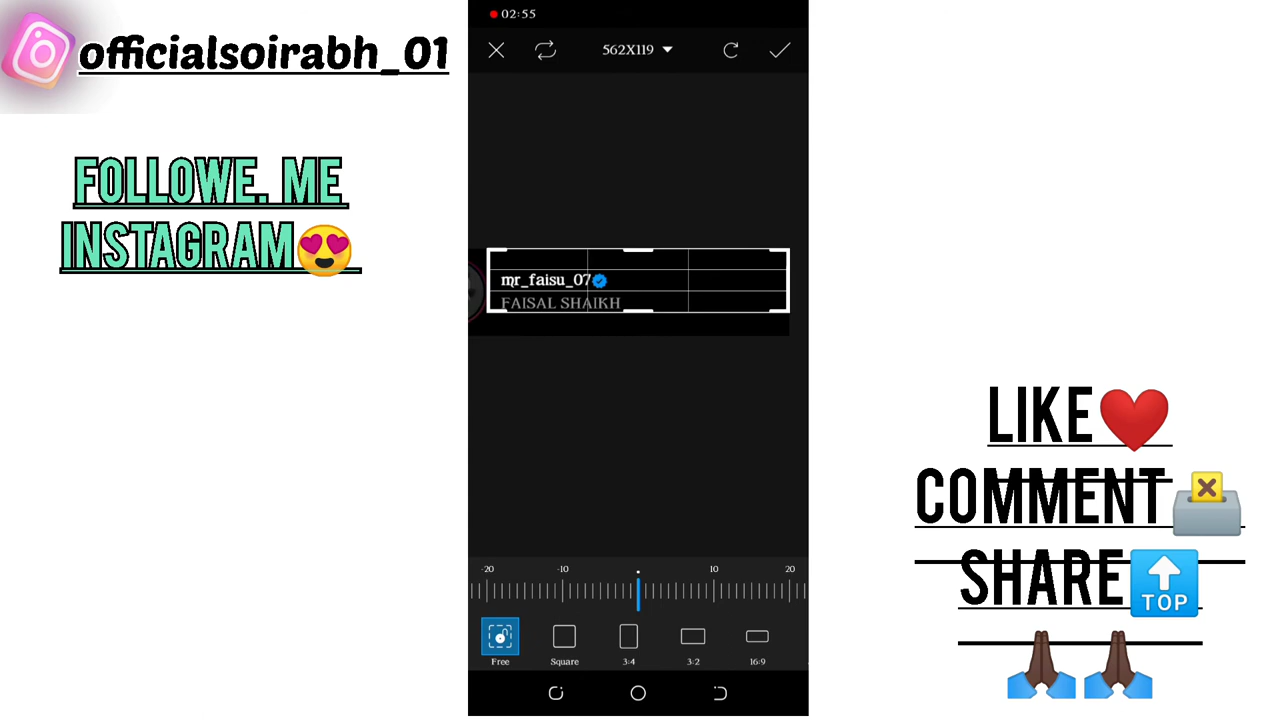 officialsoirabh_01
FOLLOWE. ME
INSTAGRAM😍
02:55
562X119
mr_faisu_07
FAISAL SHAIKH
-20 -10 10 20
Free Square 3:4 3:2 16:9
LIKE❤️
COMMENT🗳️
SHARE🔝
🙏🏿🙏🏿